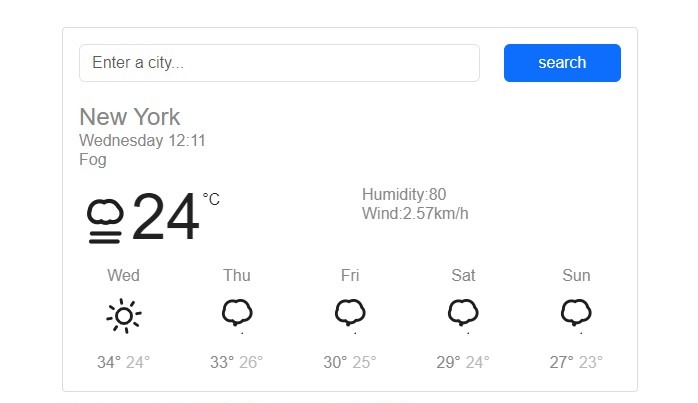 Enter a city... search
New York
Wednesday 12:11
Fog
24 °C
Humidity:80
Wind:2.57km/h
Wed Thu Fri Sat Sun
34° 24° 33° 26° 30° 25° 29° 24° 27° 23°